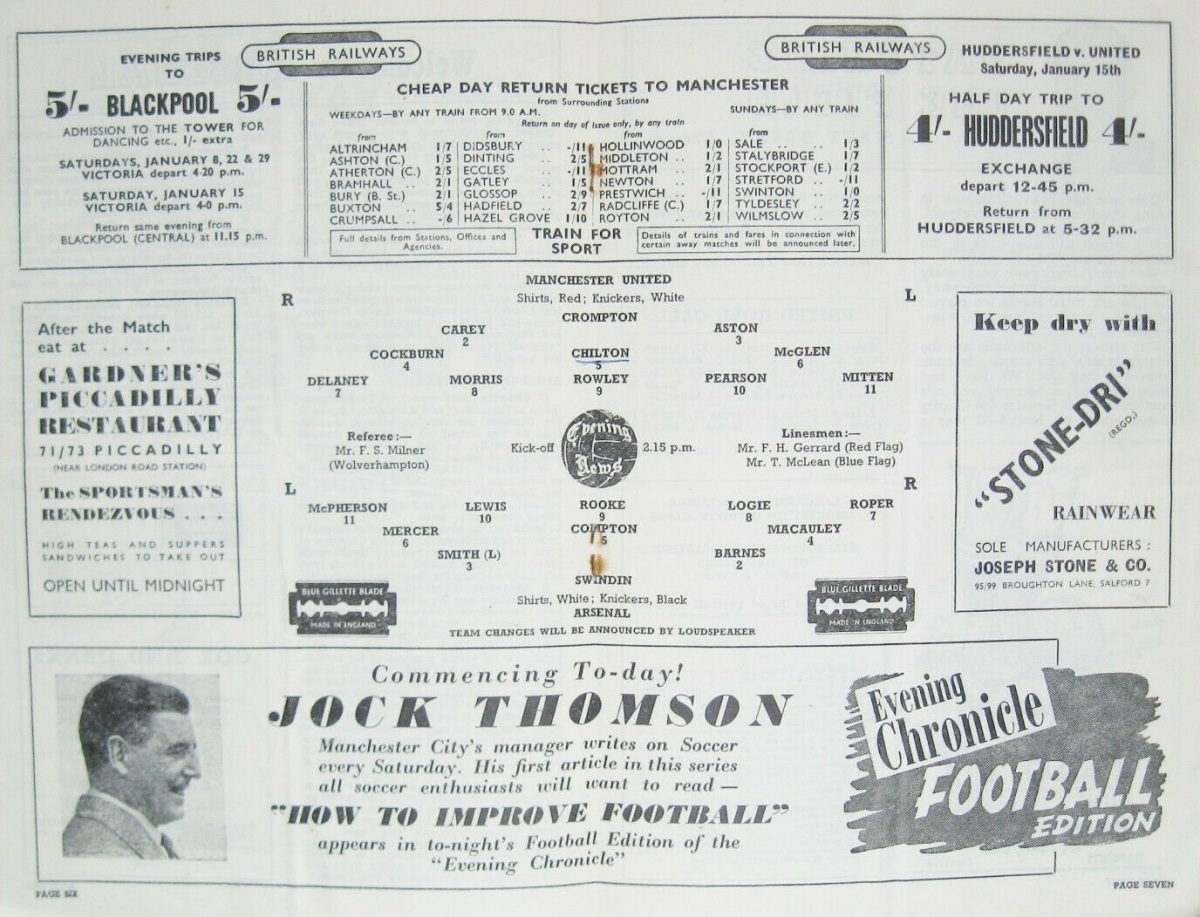 EVENING TRIPS
TO
5/- BLACKPOOL 5/-
ADMISSION TO THE TOWER FOR
DANCING etc., 1/- extra
SATURDAYS, JANUARY 8, 22 & 29
VICTORIA depart 4-20 p.m.
SATURDAY, JANUARY 15
VICTORIA depart 4-0 p.m.
Return same evening from
BLACKPOOL (CENTRAL) at 11.15 p.m.
BRITISH RAILWAYS
BRITISH RAILWAYS
CHEAP DAY RETURN TICKETS TO MANCHESTER
from Surrounding Stations
WEEKDAYS—BY ANY TRAIN FROM 9.0 A.M.
SUNDAYS—BY ANY TRAIN
Return on day of issue only, by any train
from
ALTRINCHAM 1/7
ASHTON (C.) 1/5
ATHERTON (C.) 2/5
BRAMHALL .. 2/1
BURY (B. St.) 2/1
BUXTON .. 5/4
CRUMPSALL .. -.6
from
DIDSBURY .. -/11
DINTING .. 2/5
ECCLES .. -/11
GATLEY .. 1/5
GLOSSOP .. 2/9
HADFIELD .. 2/7
HAZEL GROVE 1/10
from
HOLLINWOOD 1/0
MIDDLETON .. 1/2
MOTTRAM .. 2/1
NEWTON .. 1/7
PRESTWICH .. -/11
RADCLIFFE (C.) 1/7
ROYTON .. 2/1
from
SALE .. .. 1/3
STALYBRIDGE 1/7
STOCKPORT (E.) 1/2
STRETFORD .. -/11
SWINTON .. 1/0
TYLDESLEY .. 2/2
WILMSLOW .. 2/5
Full details from Stations, Offices and
Agencies.
TRAIN FOR
SPORT
Details of trains and fares in connection with
certain away matches will be announced later.
HUDDERSFIELD v. UNITED
Saturday, January 15th
HALF DAY TRIP TO
4/- HUDDERSFIELD 4/-
EXCHANGE
depart 12-45 p.m.
Return from
HUDDERSFIELD at 5-32 p.m.
After the Match
eat at . . . .
GARDNER'S
PICCADILLY
RESTAURANT
71/73 PICCADILLY
(NEAR LONDON ROAD STATION)
The SPORTSMAN'S
RENDEZVOUS . . .
HIGH TEAS AND SUPPERS
SANDWICHES TO TAKE OUT
OPEN UNTIL MIDNIGHT
MANCHESTER UNITED
R Shirts, Red; Knickers, White L
CROMPTON
CAREY ASTON
2 3
COCKBURN CHILTON McGLEN
4 5 6
DELANEY MORRIS ROWLEY PEARSON MITTEN
7 8 9 10 11
Referee:—
Mr. F. S. Milner
(Wolverhampton)
Kick-off
Evening
News
2.15 p.m.
Linesmen:—
Mr. F. H. Gerrard (Red Flag)
Mr. T. McLean (Blue Flag)
L R
McPHERSON LEWIS ROOKE LOGIE ROPER
11 10 9 8 7
MERCER COMPTON MACAULEY
6 5 4
SMITH (L) BARNES
3 2
SWINDIN
Shirts, White; Knickers, Black
ARSENAL
TEAM CHANGES WILL BE ANNOUNCED BY LOUDSPEAKER
BLUE GILLETTE BLADE
MADE IN ENGLAND
BLUE GILLETTE BLADE
MADE IN ENGLAND
Keep dry with
"STONE-DRI"
(REGD.)
RAINWEAR
SOLE MANUFACTURERS :
JOSEPH STONE & CO.
95/99 BROUGHTON LANE, SALFORD 7
Commencing To-day!
JOCK THOMSON
Manchester City's manager writes on Soccer
every Saturday. His first article in this series
all soccer enthusiasts will want to read —
"HOW TO IMPROVE FOOTBALL"
appears in to-night's Football Edition of the
"Evening Chronicle"
Evening
Chronicle
FOOTBALL
EDITION
PAGE SIX
PAGE SEVEN